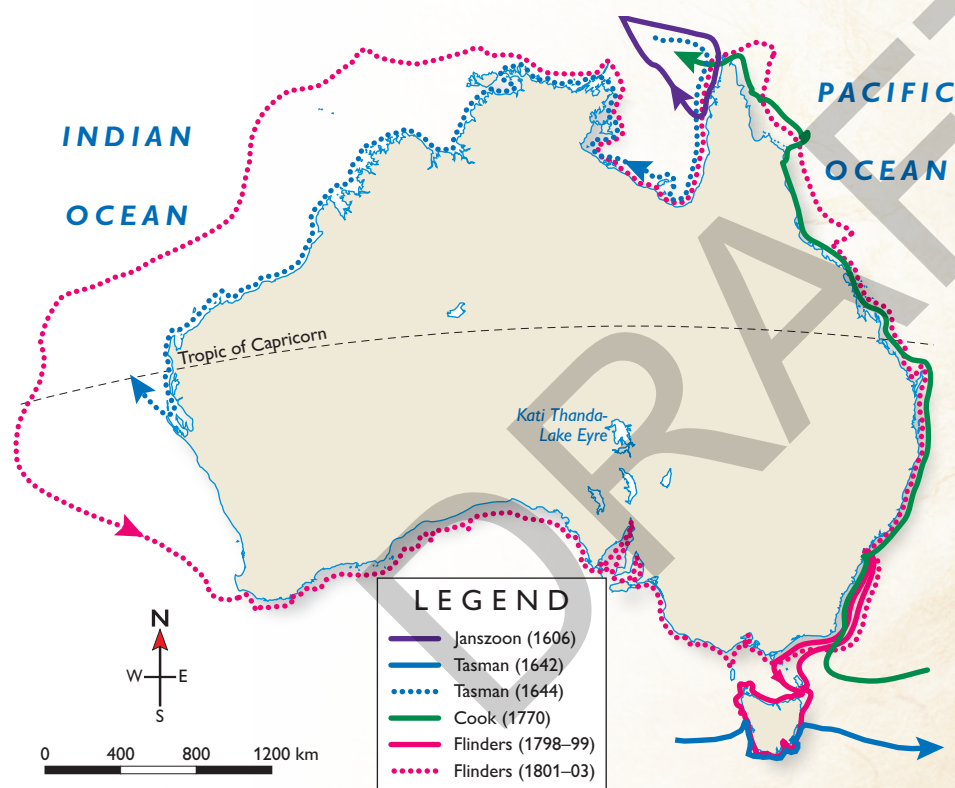 INDIAN
OCEAN
PACIFIC
OCEAN
Tropic of Capricorn
Kati Thanda-
Lake Eyre
DRAFT
N
W E
S
0 400 800 1200 km
LEGEND
Janszoon (1606)
Tasman (1642)
Tasman (1644)
Cook (1770)
Flinders (1798–99)
Flinders (1801–03)